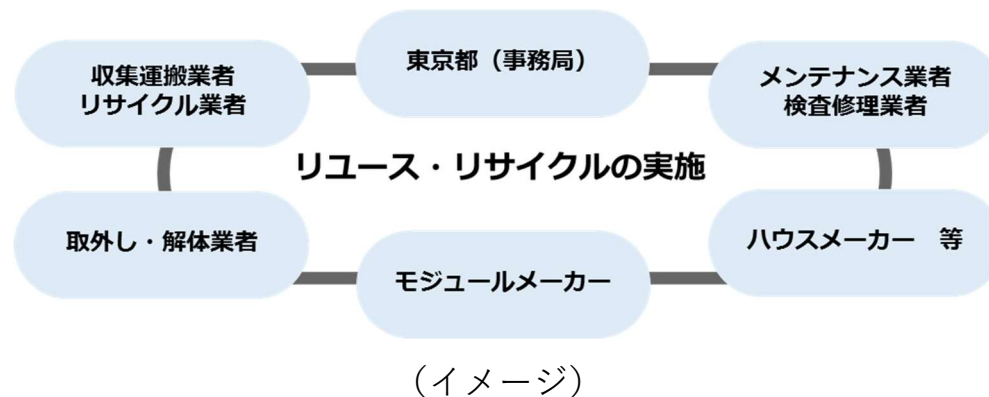 東京都（事務局）
収集運搬業者
リサイクル業者
メンテナンス業者
検査修理業者
リユース・リサイクルの実施
取外し・解体業者
ハウスメーカー　等
モジュールメーカー
（イメージ）